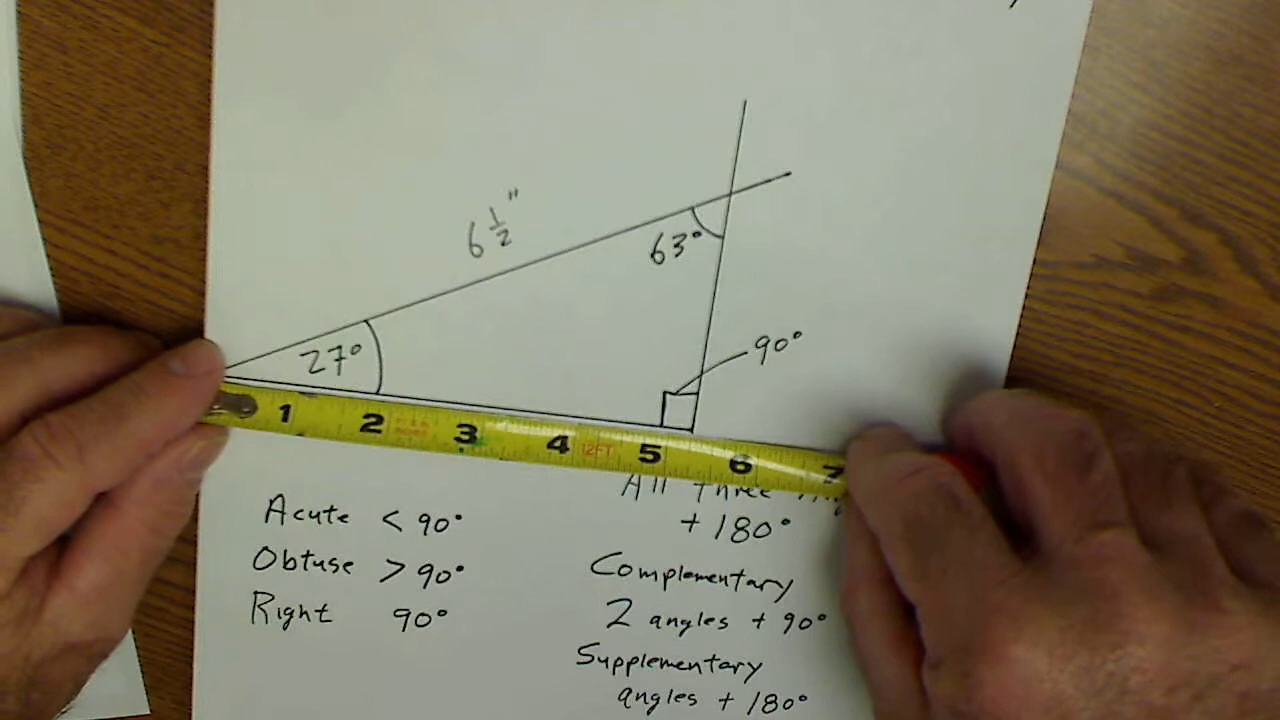 6 1/2"
63°
90°
27°
1 2 3 4 12FT 5 6 7
All three
+ 180°
Acute < 90°
Obtuse > 90°
Right 90°
Complementary
2 angles + 90°
Supplementary
angles + 180°